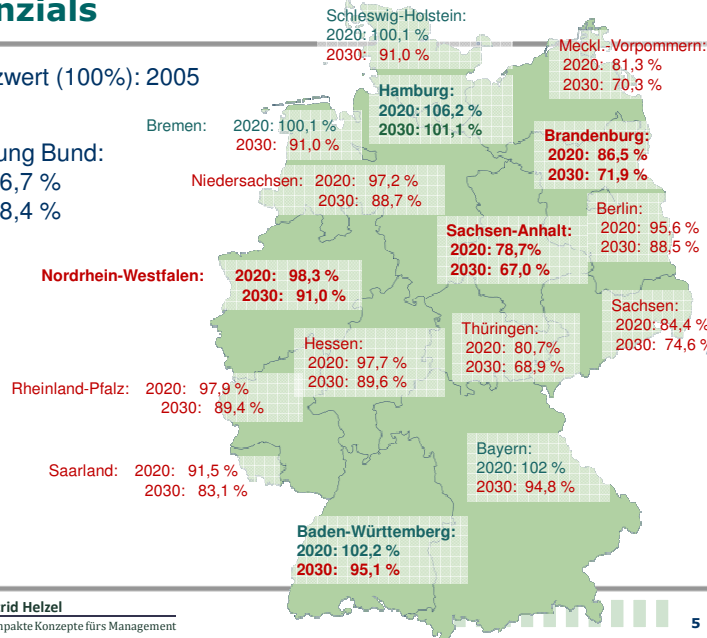 nzials
zwert (100%): 2005
ung Bund:
6,7 %
8,4 %
Schleswig-Holstein:
2020: 100,1 %
2030: 91,0 %
Meckl.-Vorpommern:
2020: 81,3 %
2030: 70,3 %
Hamburg:
2020: 106,2 %
2030: 101,1 %
Bremen: 2020: 100,1 %
2030: 91,0 %
Brandenburg:
2020: 86,5 %
2030: 71,9 %
Niedersachsen: 2020: 97,2 %
2030: 88,7 %
Berlin:
2020: 95,6 %
2030: 88,5 %
Sachsen-Anhalt:
2020: 78,7%
2030: 67,0 %
Nordrhein-Westfalen: 2020: 98,3 %
2030: 91,0 %
Sachsen:
2020: 84,4 %
2030: 74,6 %
Thüringen:
2020: 80,7%
2030: 68,9 %
Hessen:
2020: 97,7 %
2030: 89,6 %
Rheinland-Pfalz: 2020: 97,9 %
2030: 89,4 %
Bayern:
2020: 102 %
2030: 94,8 %
Saarland: 2020: 91,5 %
2030: 83,1 %
Baden-Württemberg:
2020: 102,2 %
2030: 95,1 %
rid Helzel
mpakte Konzepte fürs Management
5